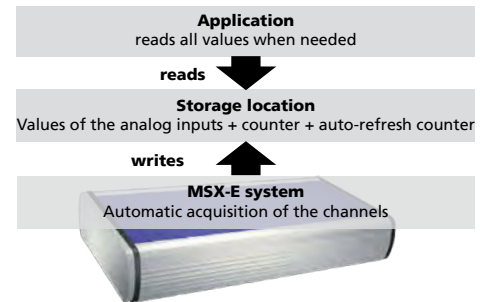 Application
reads all values when needed
reads
Storage location
Values of the analog inputs + counter + auto-refresh counter
writes
MSX-E system
Automatic acquisition of the channels